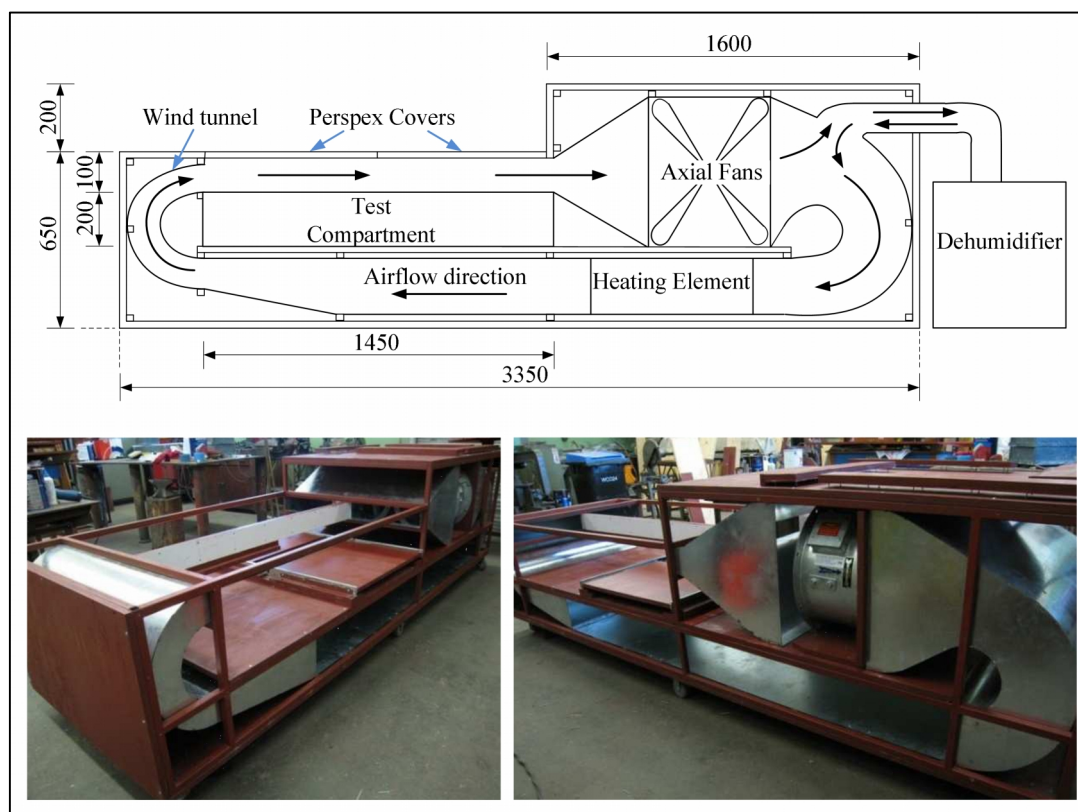 1600
200
Wind tunnel
Perspex Covers
100
Axial Fans
650
200
Test
Compartment
Dehumidifier
Airflow direction
Heating Element
1450
3350